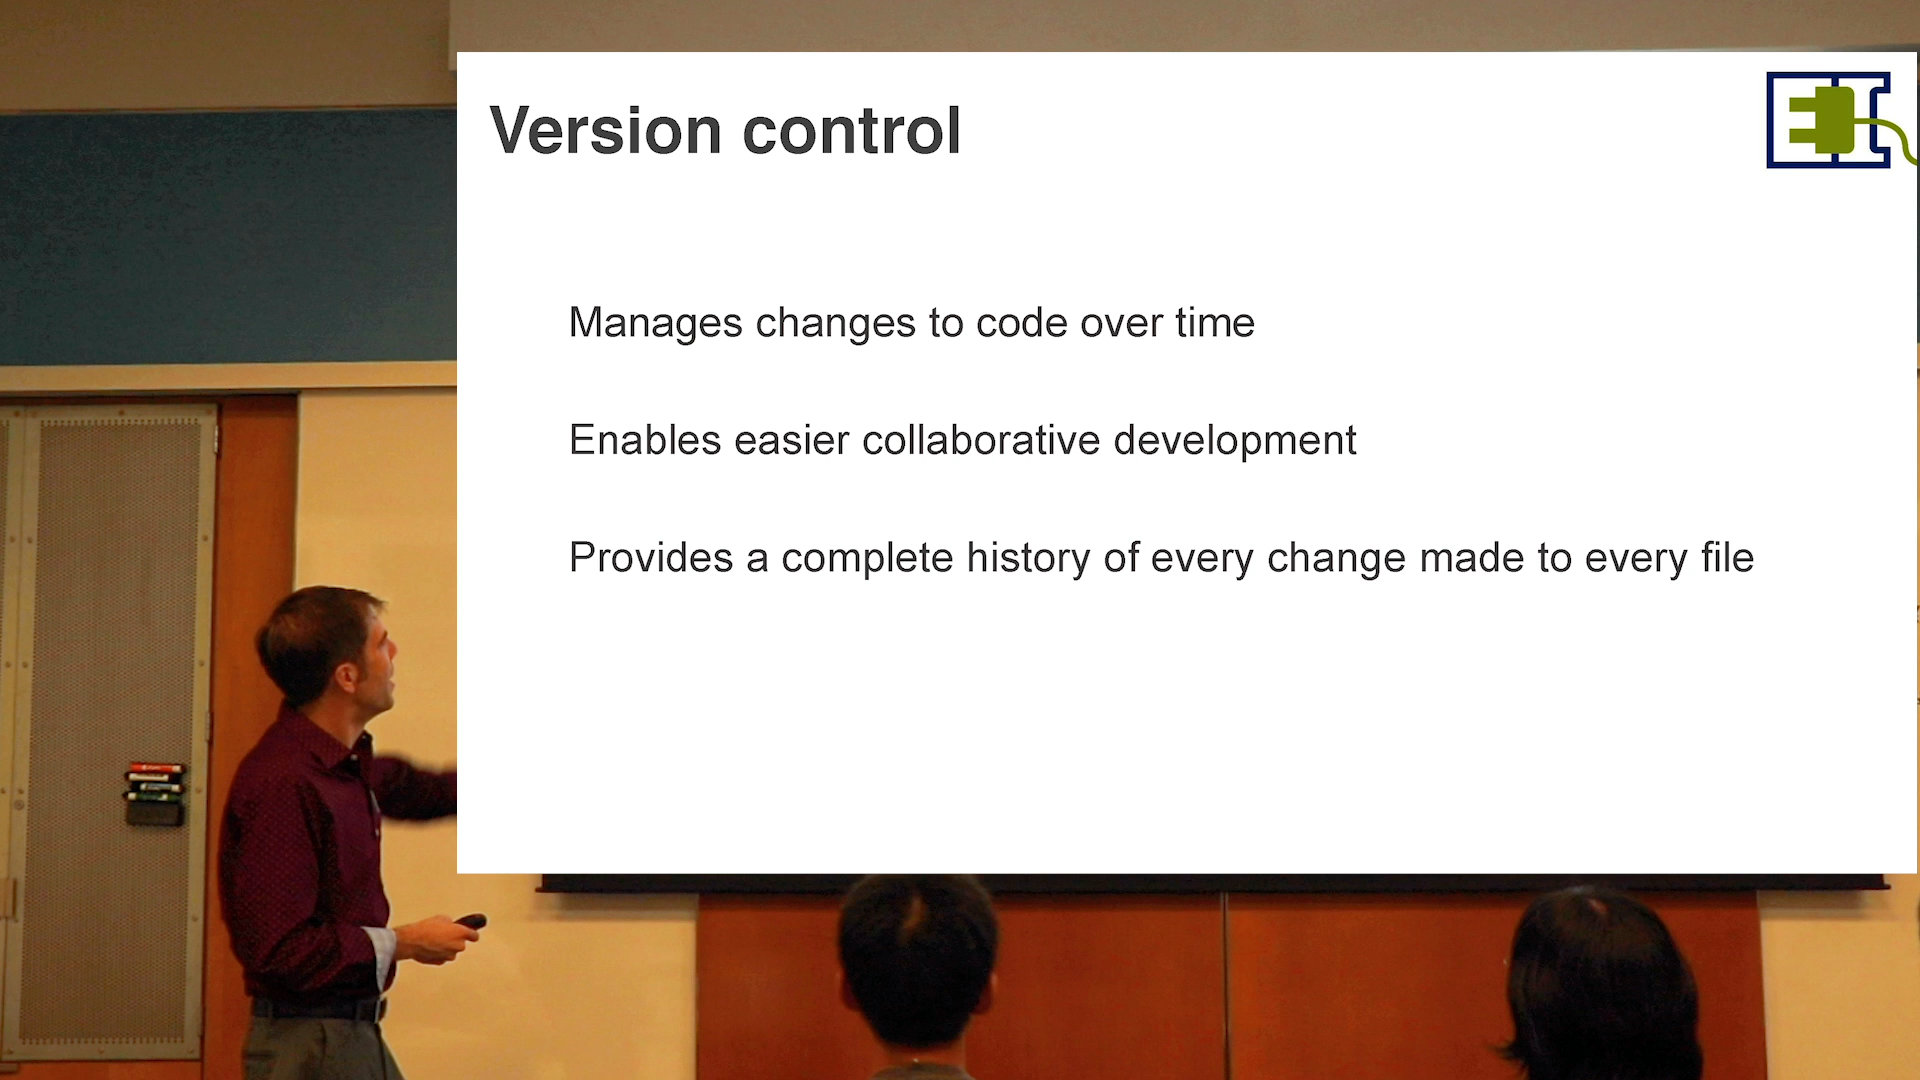 Version control
EI
Manages changes to code over time
Enables easier collaborative development
Provides a complete history of every change made to every file